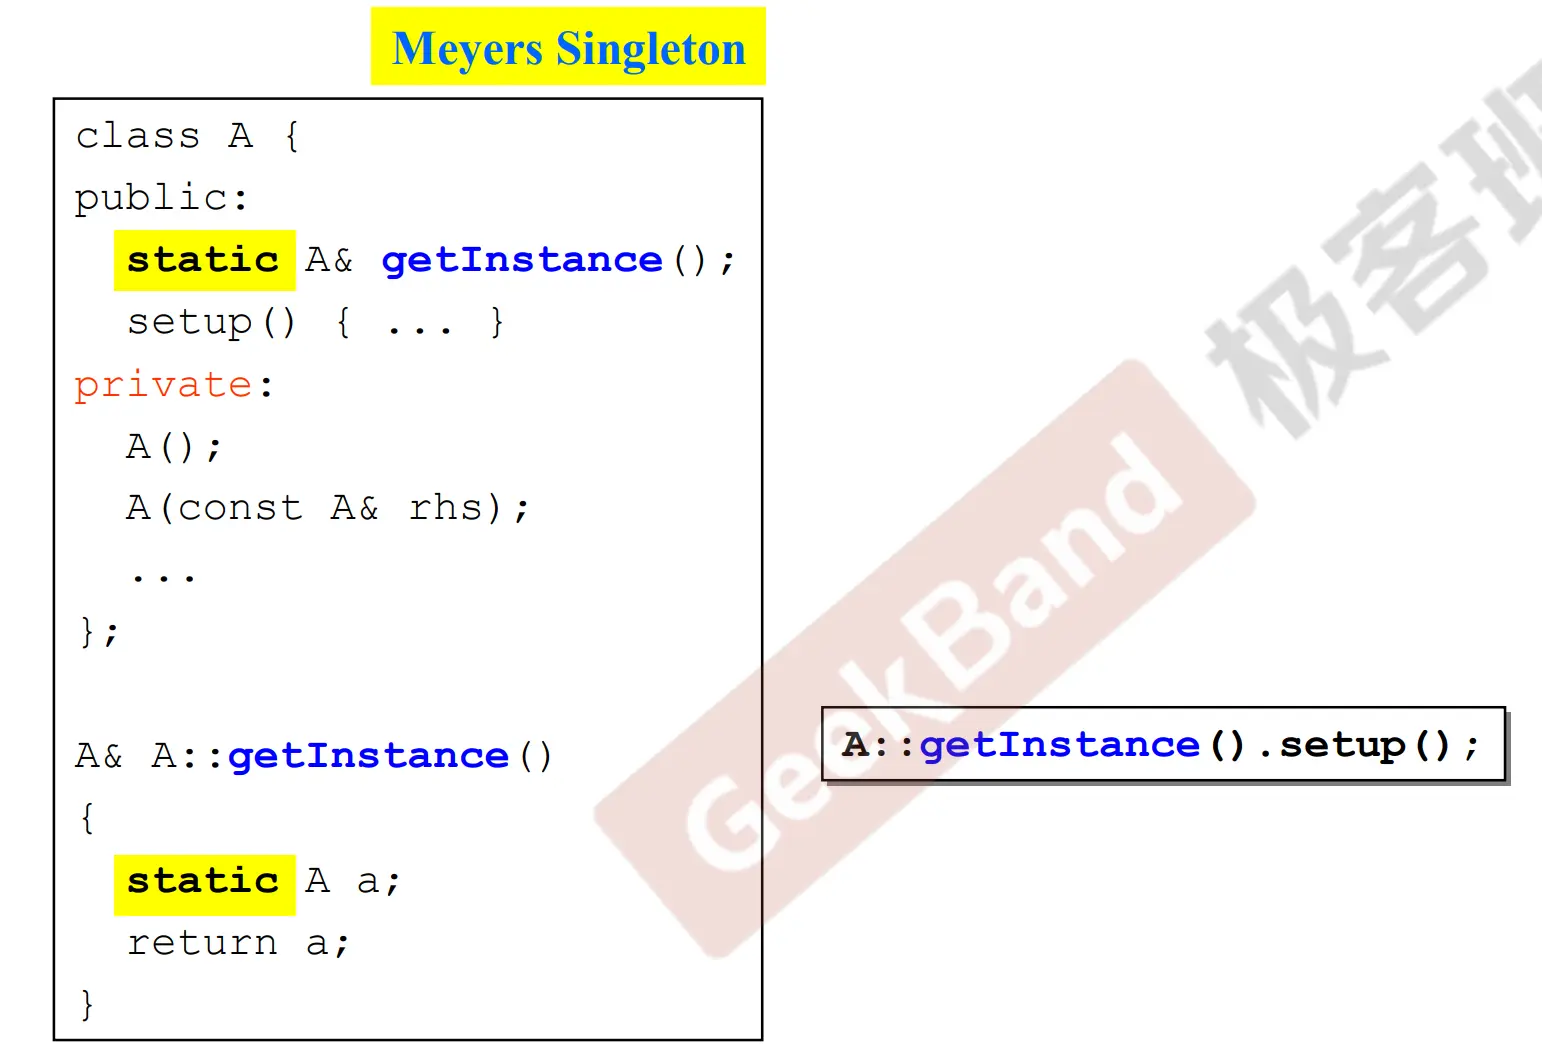 Meyers Singleton
class A {
public:
static A& getInstance();
setup() { ... }
private:
A();
A(const A& rhs);
...
};
A& A::getInstance()
{
static A a;
return a;
}
A::getInstance().setup();
GeekBand 极客班